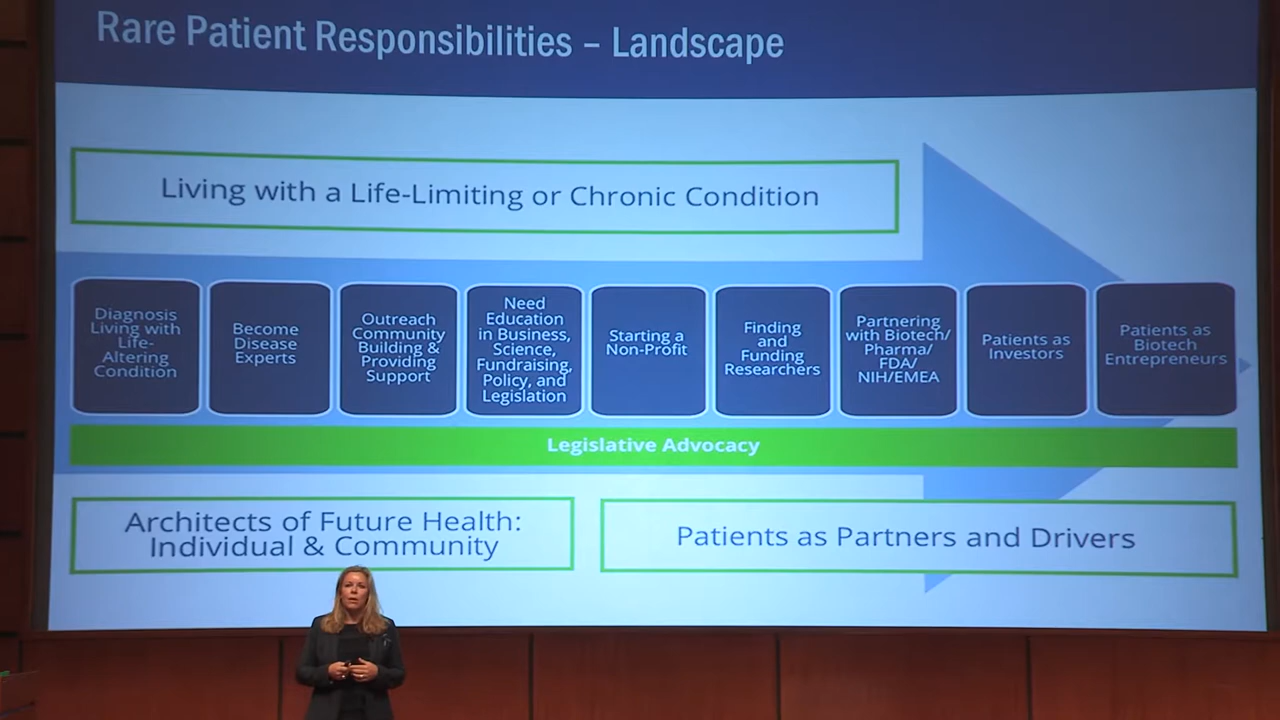 Rare Patient Responsibilities – Landscape
Living with a Life-Limiting or Chronic Condition
Diagnosis
Living with
Life-
Altering
Condition
Become
Disease
Experts
Outreach
Community
Building &
Providing
Support
Need
Education
in Business,
Science,
Fundraising,
Policy, and
Legislation
Starting a
Non-Profit
Finding
and
Funding
Researchers
Partnering
with Biotech/
Pharma/
FDA/
NIH/EMEA
Patients as
Investors
Patients as
Biotech
Entrepreneurs
Legislative Advocacy
Architects of Future Health:
Individual & Community
Patients as Partners and Drivers